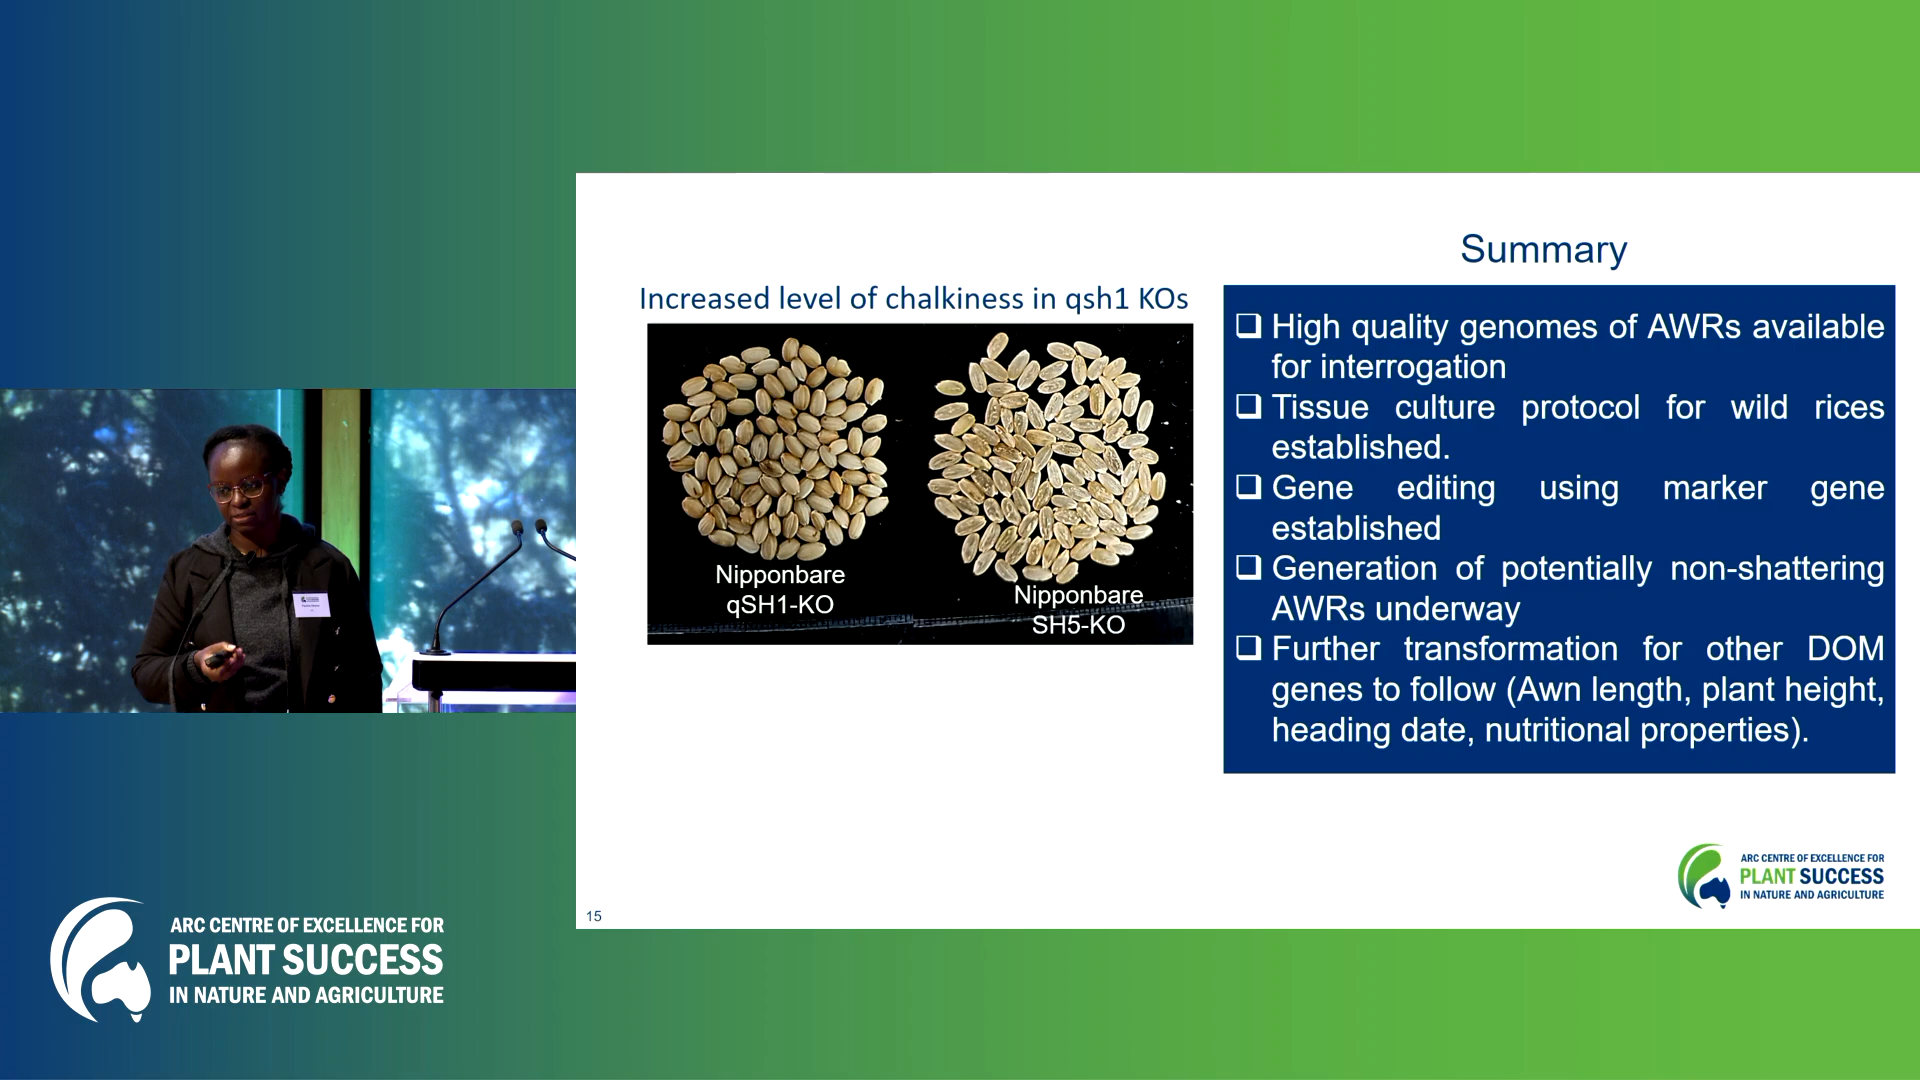 Summary
Increased level of chalkiness in qsh1 KOs
Nipponbare
qSH1-KO
Nipponbare
SH5-KO
❑ High quality genomes of AWRs available
for interrogation
❑ Tissue culture protocol for wild rices
established.
❑ Gene editing using marker gene
established
❑ Generation of potentially non-shattering
AWRs underway
❑ Further transformation for other DOM
genes to follow (Awn length, plant height,
heading date, nutritional properties).
ARC CENTRE OF EXCELLENCE FOR
PLANT SUCCESS
IN NATURE AND AGRICULTURE
15
ARC CENTRE OF EXCELLENCE FOR
PLANT SUCCESS
IN NATURE AND AGRICULTURE